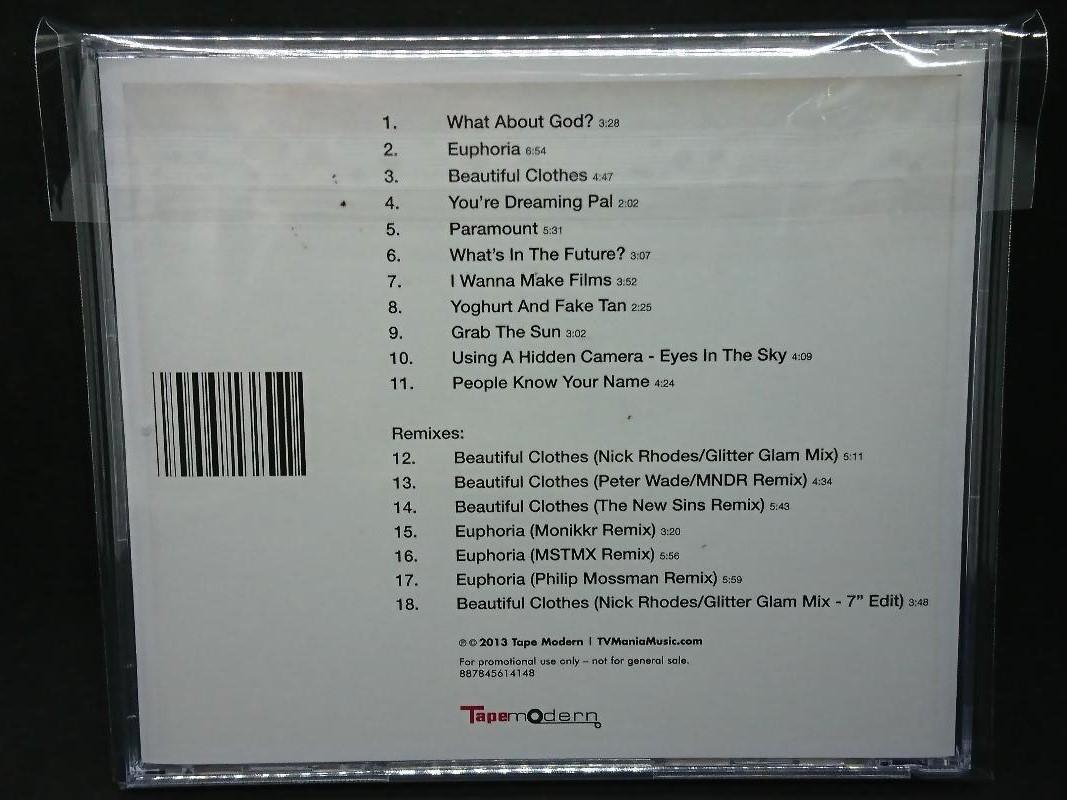 1. What About God? 3:28
2. Euphoria 6:54
3. Beautiful Clothes 4:47
4. You're Dreaming Pal 2:02
5. Paramount 5:31
6. What's In The Future? 3:07
7. I Wanna Make Films 3:52
8. Yoghurt And Fake Tan 2:25
9. Grab The Sun 3:02
10. Using A Hidden Camera - Eyes In The Sky 4:09
11. People Know Your Name 4:24
Remixes:
12. Beautiful Clothes (Nick Rhodes/Glitter Glam Mix) 5:11
13. Beautiful Clothes (Peter Wade/MNDR Remix) 4:34
14. Beautiful Clothes (The New Sins Remix) 5:43
15. Euphoria (Monikkr Remix) 3:20
16. Euphoria (MSTMX Remix) 5:56
17. Euphoria (Philip Mossman Remix) 5:59
18. Beautiful Clothes (Nick Rhodes/Glitter Glam Mix - 7” Edit) 3:48
℗ © 2013 Tape Modern | TVManiaMusic.com
For promotional use only – not for general sale.
887845614148
Tapemodern